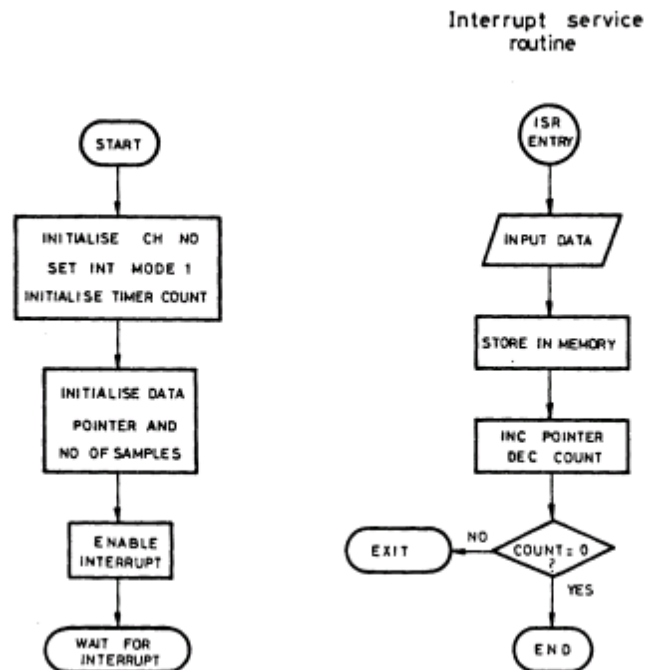 START
INITIALISE CH NO
SET INT MODE 1
INITIALISE TIMER COUNT
INITIALISE DATA
POINTER AND
NO OF SAMPLES
ENABLE
INTERRUPT
WAIT FOR
INTERRUPT
Interrupt service
routine
ISR
ENTRY
INPUT DATA
STORE IN MEMORY
INC POINTER
DEC COUNT
COUNT = 0
?
NO
EXIT
YES
END